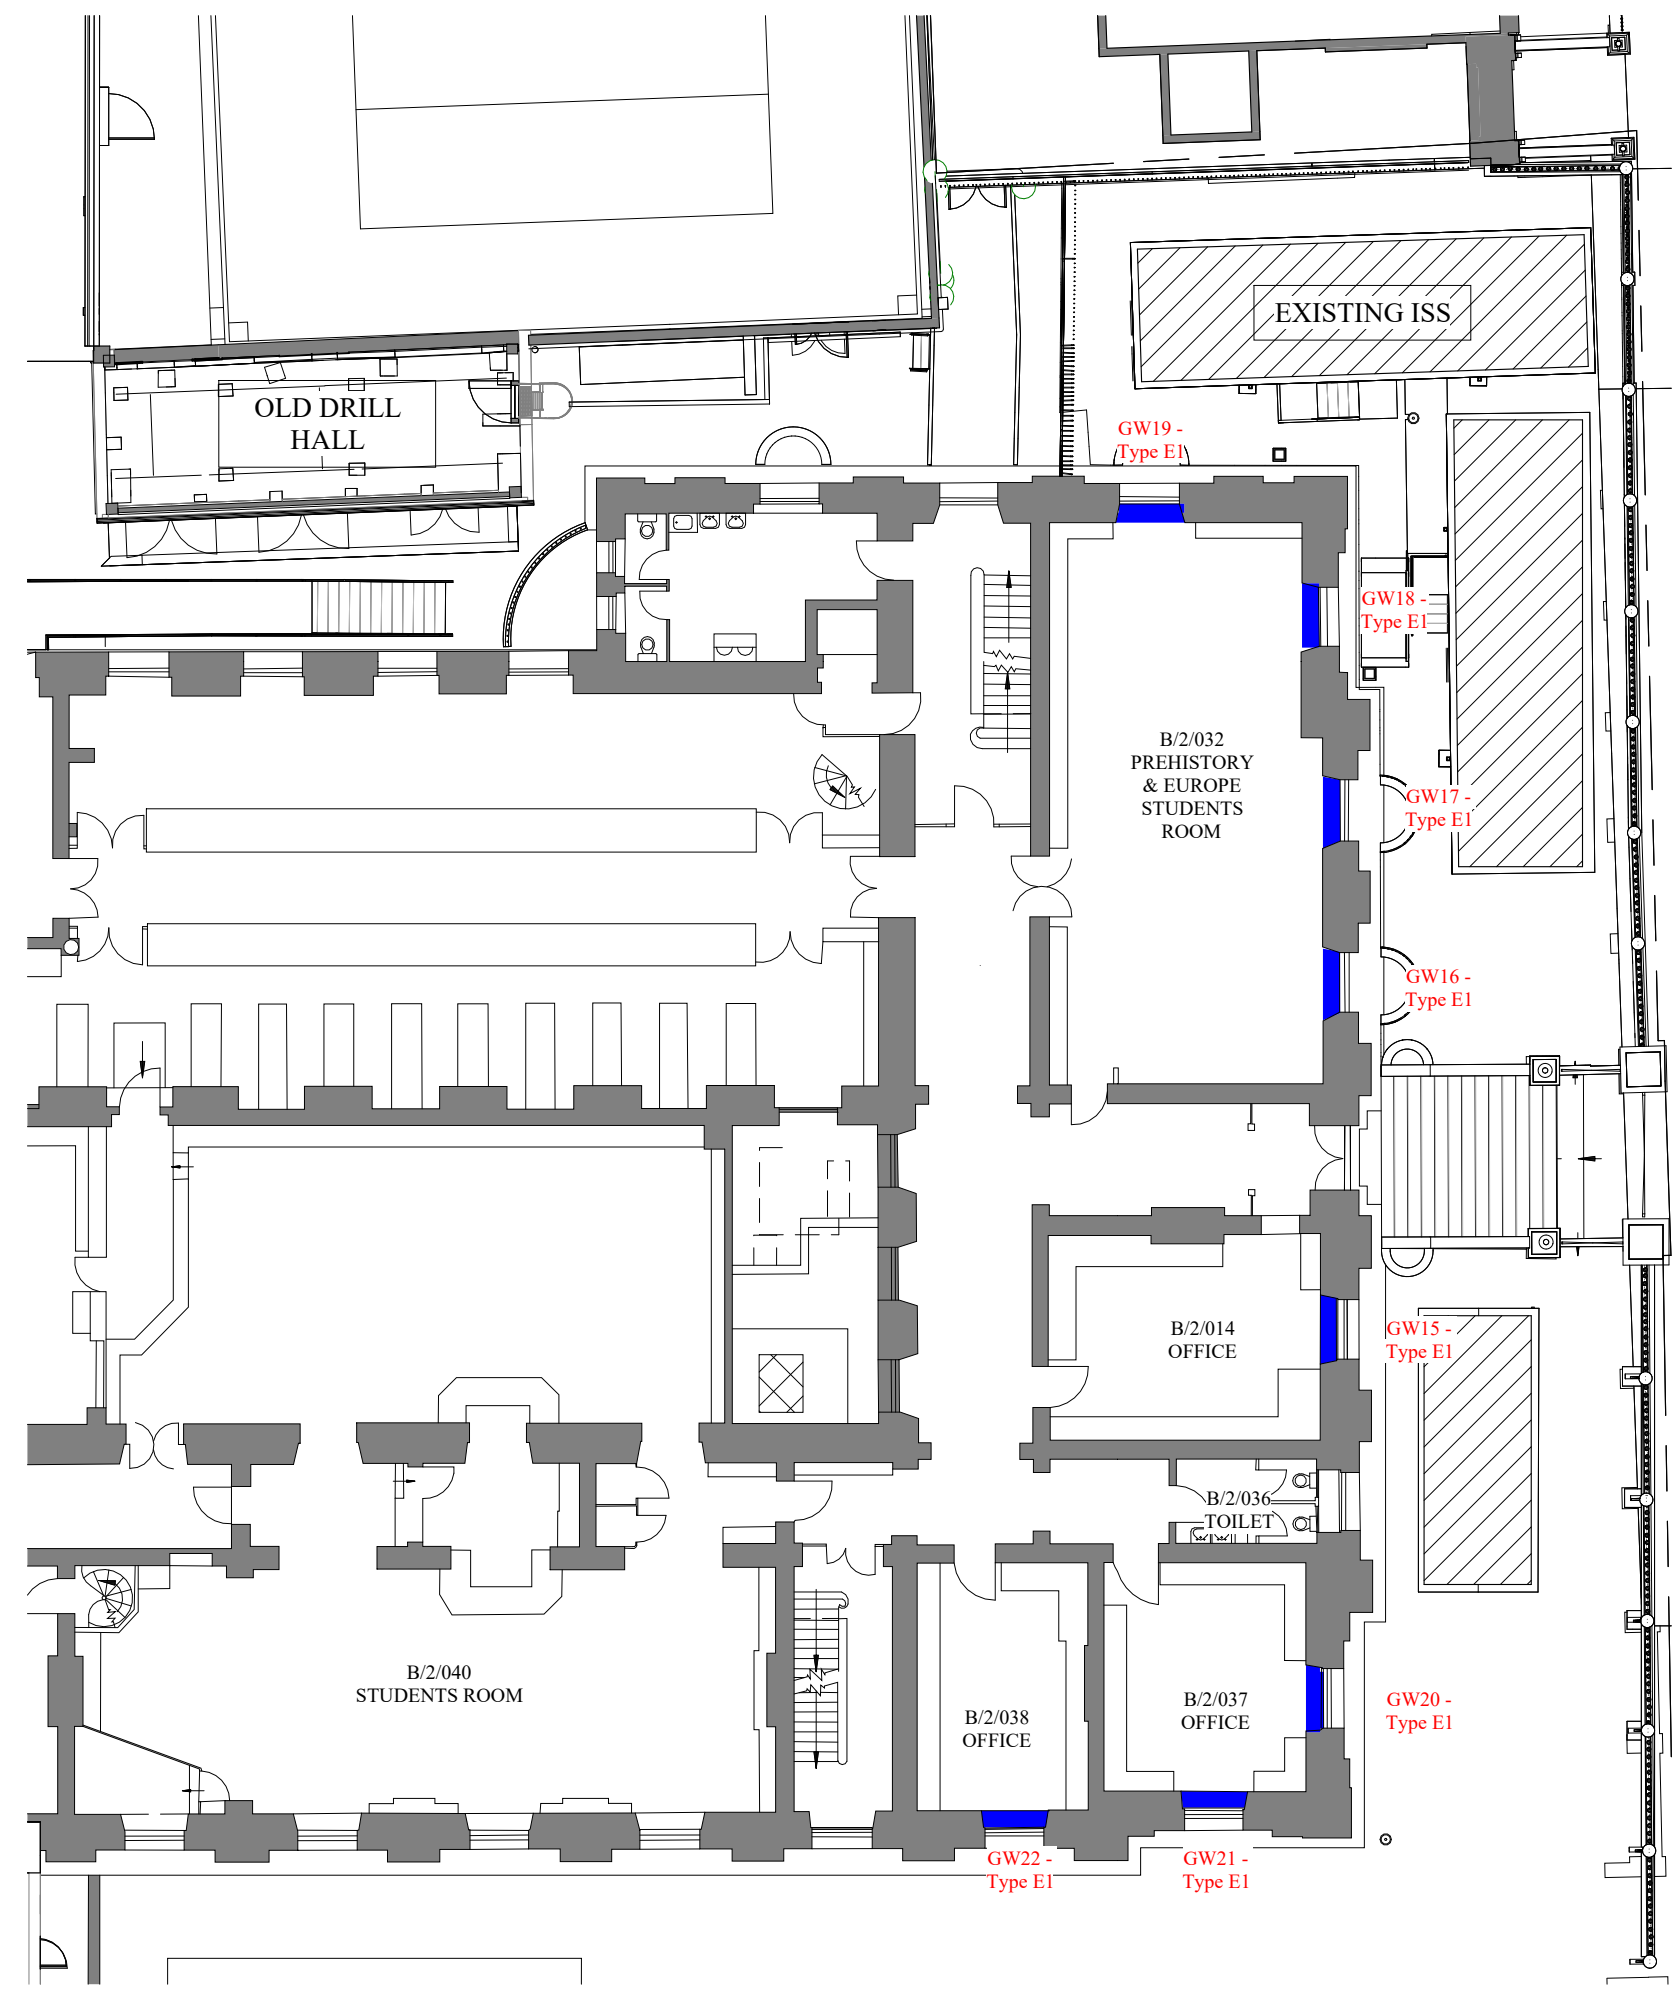 EXISTING ISS
OLD DRILL
HALL
GW19 -
Type E1
GW18 -
Type E1
B/2/032
PREHISTORY
& EUROPE
STUDENTS
ROOM
GW17 -
Type E1
GW16 -
Type E1
B/2/014
OFFICE
GW15 -
Type E1
B/2/036
TOILET
B/2/040
STUDENTS ROOM
B/2/038
OFFICE
B/2/037
OFFICE
GW20 -
Type E1
GW22 -
Type E1
GW21 -
Type E1